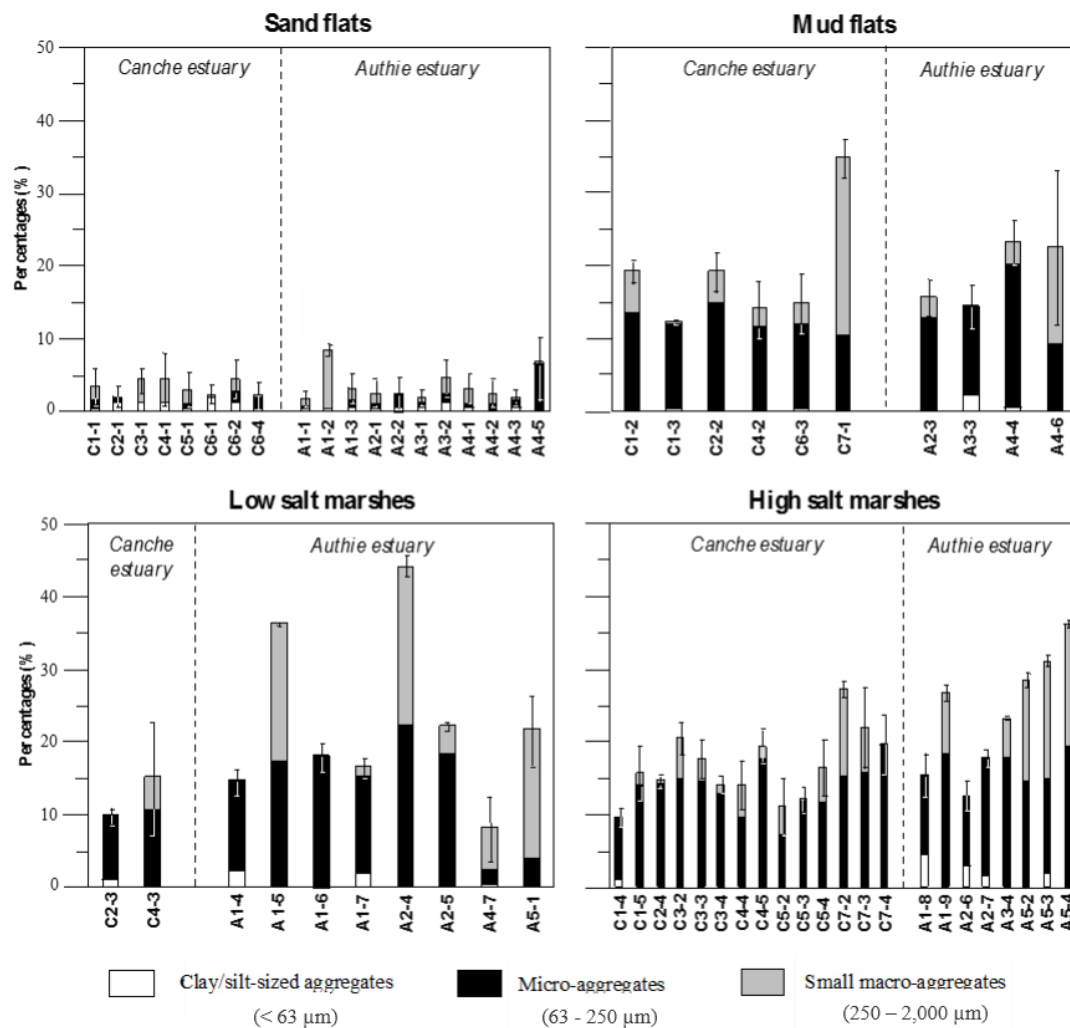 Sand flats
Mud flats
Percentages (%)
50
40
30
20
10
0
Canche estuary
Authie estuary
C1-1
C2-1
C3-1
C4-1
C5-1
C6-1
C6-2
C6-4
A1-1
A1-2
A1-3
A2-1
A2-2
A3-1
A3-2
A4-1
A4-2
A4-3
A4-5
Canche estuary
Authie estuary
C1-2
C1-3
C2-2
C4-2
C6-3
C7-1
A2-3
A3-3
A4-4
A4-6
Low salt marshes
High salt marshes
Percentages (%)
50
40
30
20
10
0
Canche
estuary
Authie estuary
C2-3
C4-3
A1-4
A1-5
A1-6
A1-7
A2-4
A2-5
A4-7
A5-1
Canche estuary
Authie estuary
C1-4
C1-5
C2-4
C3-2
C3-3
C3-4
C4-4
C4-5
C5-2
C5-3
C5-4
C7-2
C7-3
C7-4
A1-8
A1-9
A2-6
A2-7
A3-4
A5-2
A5-3
A5-4
Clay/silt-sized aggregates
(< 63 µm)
Micro-aggregates
(63 - 250 µm)
Small macro-aggregates
(250 – 2,000 µm)